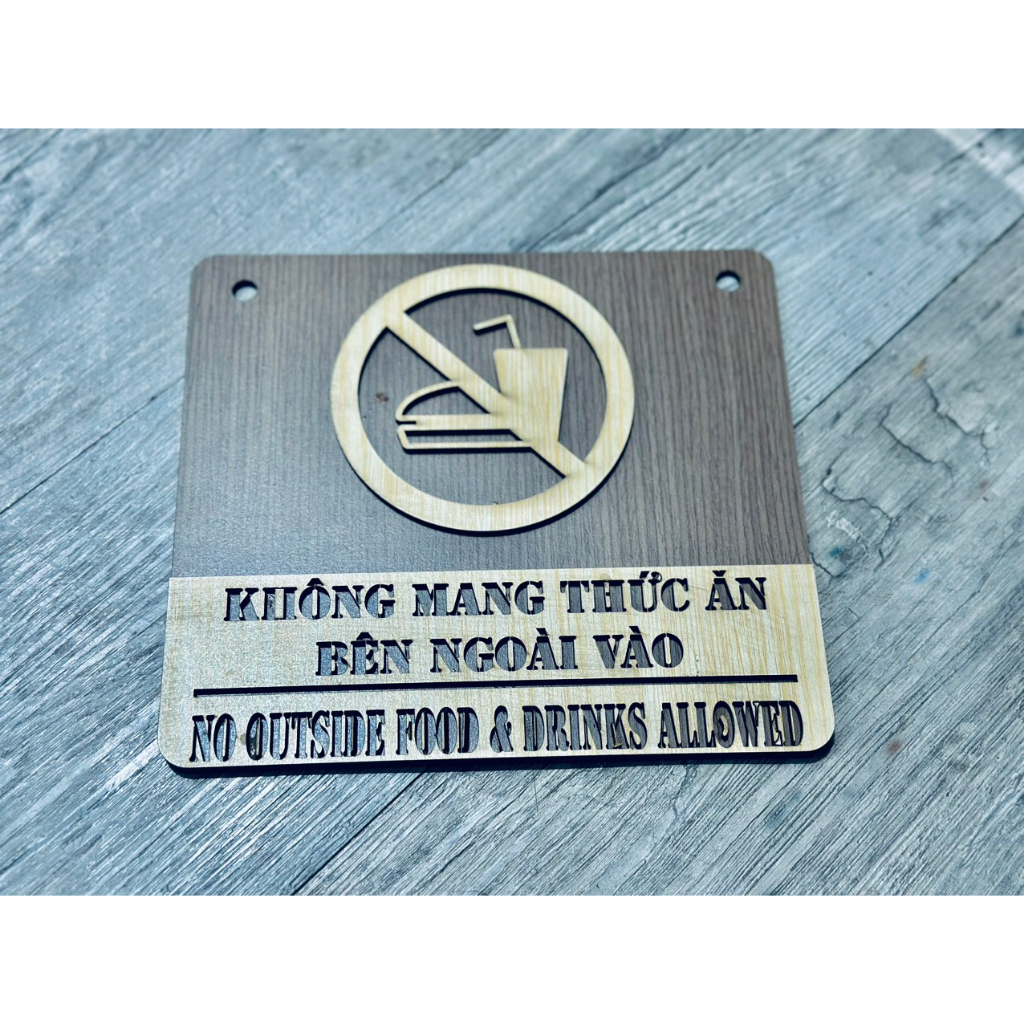 KHÔNG MANG THỨC ĂN
BÊN NGOÀI VÀO
NO OUTSIDE FOOD & DRINKS ALLOWED